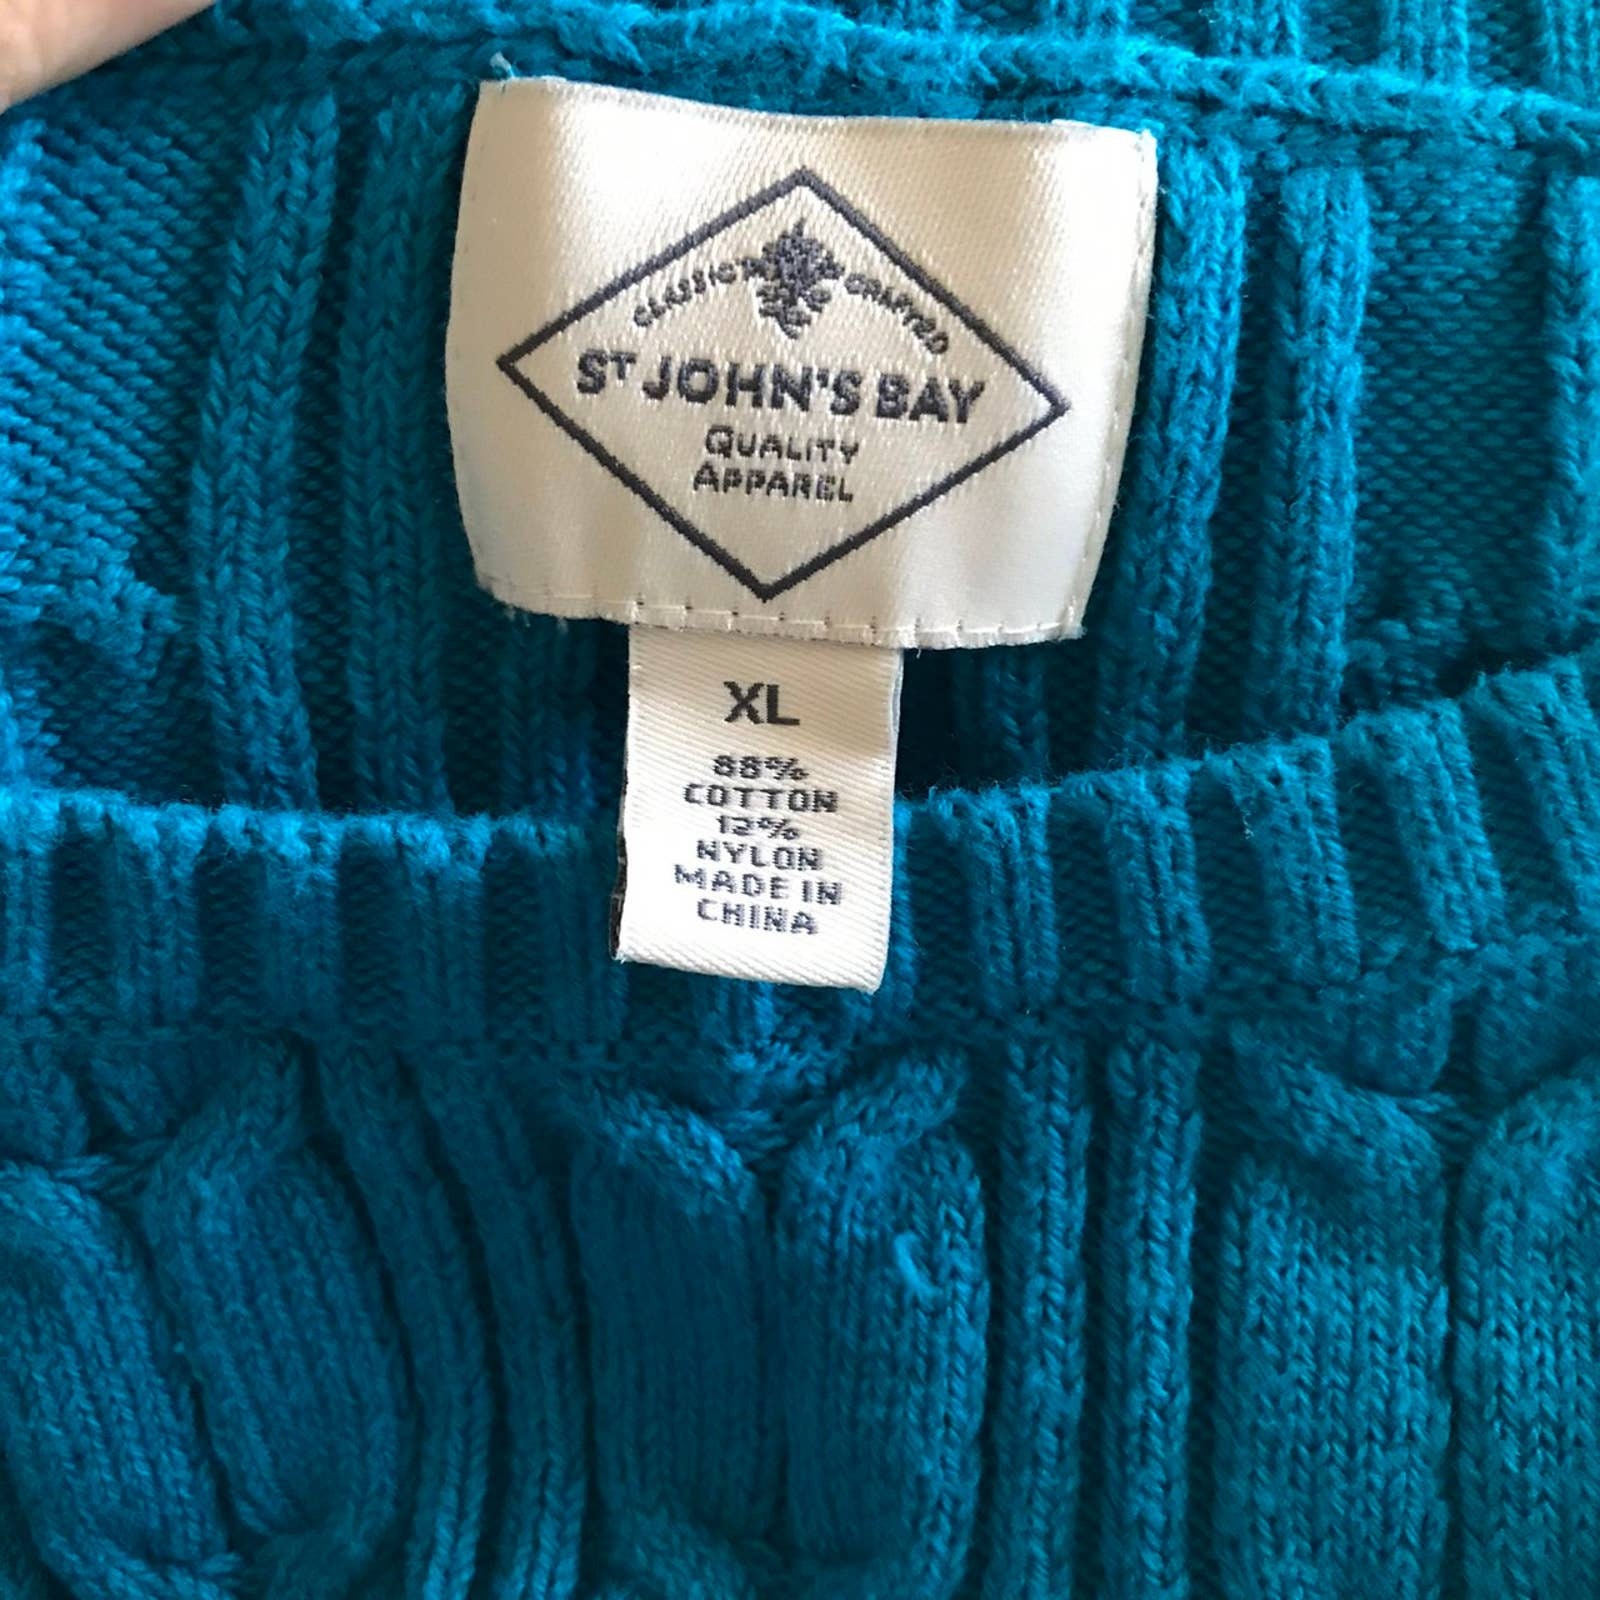 CLASSIC CRAFTED
ST JOHN'S BAY
QUALITY
APPAREL
XL
88%
COTTON
12%
NYLON
MADE IN
CHINA